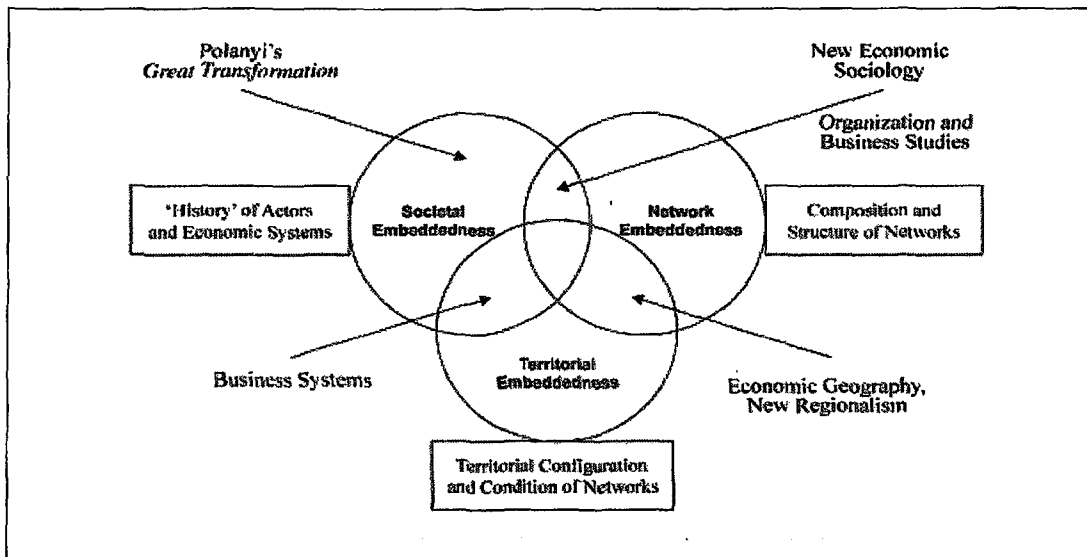 Polanyi's
Great Transformation
New Economic
Sociology
Organization and
Business Studies
'History' of Actors
and Economic Systems
Societal
Embeddedness
Network
Embeddedness
Composition and
Structure of Networks
Business Systems
Territorial
Embeddedness
Economic Geography,
New Regionalism
Territorial Configuration
and Condition of Networks